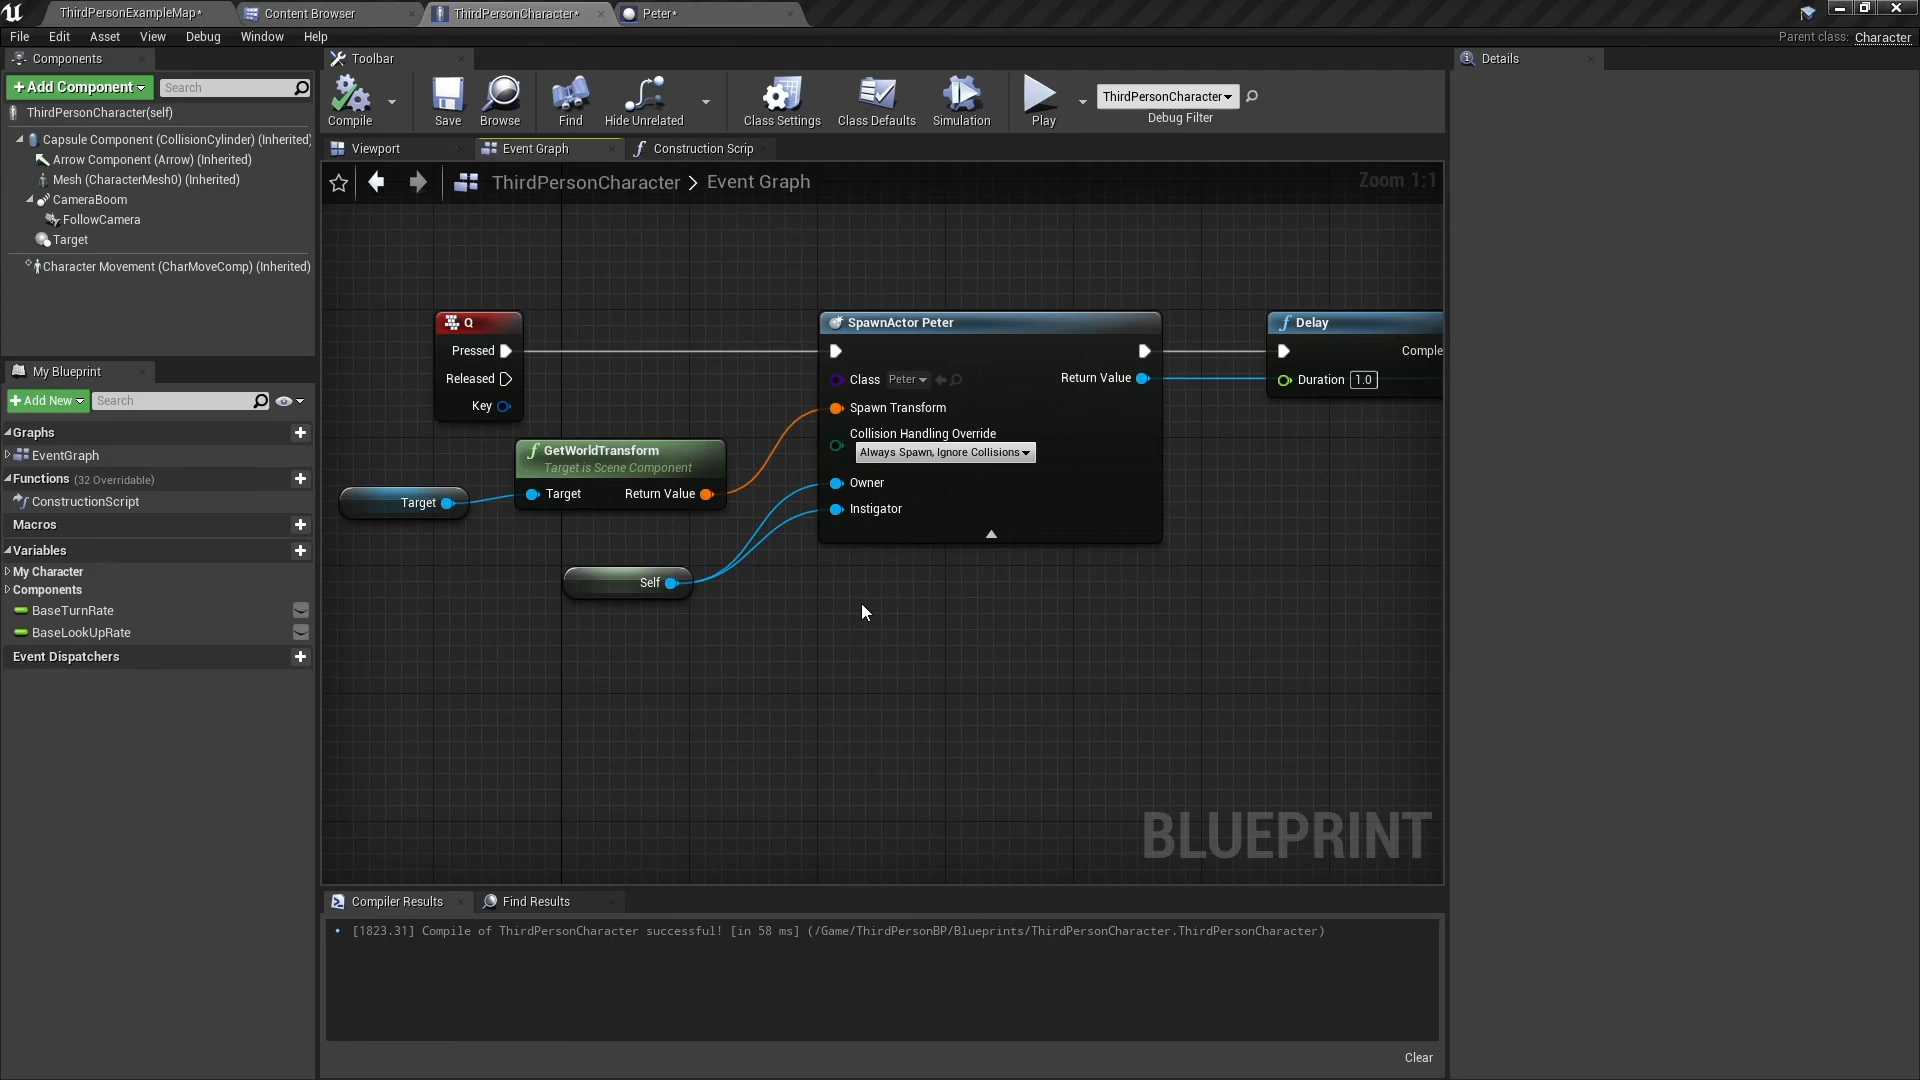 ThirdPersonExampleMap*
Content Browser
ThirdPersonCharacter*
Peter*
File Edit Asset View Debug Window Help
Parent class: Character
Components
Toolbar
Details
+Add Component
Search
ThirdPersonCharacter(self)
Capsule Component (CollisionCylinder) (Inherited)
Arrow Component (Arrow) (Inherited)
Mesh (CharacterMesh0) (Inherited)
CameraBoom
FollowCamera
Target
Character Movement (CharMoveComp) (Inherited)
Compile
Save
Browse
Find
Hide Unrelated
Class Settings
Class Defaults
Simulation
Play
ThirdPersonCharacter
Debug Filter
Viewport
Event Graph
Construction Scrip
ThirdPersonCharacter > Event Graph
Zoom 1:1
My Blueprint
+Add New
Search
Graphs
EventGraph
Functions (32 Overridable)
ConstructionScript
Macros
Variables
My Character
Components
BaseTurnRate
BaseLookUpRate
Event Dispatchers
Q
Pressed
Released
Key
GetWorldTransform
Target is Scene Component
Target
Return Value
Target
Self
SpawnActor Peter
Class Peter
Return Value
Spawn Transform
Collision Handling Override
Always Spawn, Ignore Collisions
Owner
Instigator
Delay
Comple
Duration 1.0
BLUEPRINT
Compiler Results
Find Results
• [1823.31] Compile of ThirdPersonCharacter successful! [in 58 ms] (/Game/ThirdPersonBP/Blueprints/ThirdPersonCharacter.ThirdPersonCharacter)
Clear